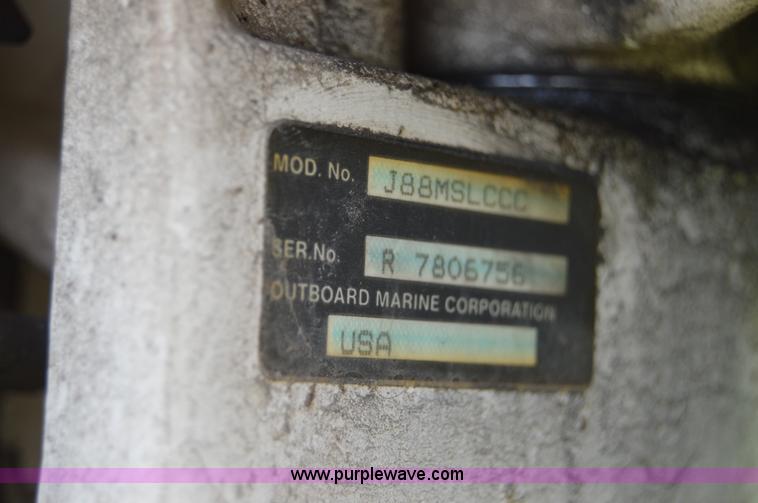 MOD. No. J88MSLCCC
SER.No. R 7806756
OUTBOARD MARINE CORPORATION
USA
www.purplewave.com